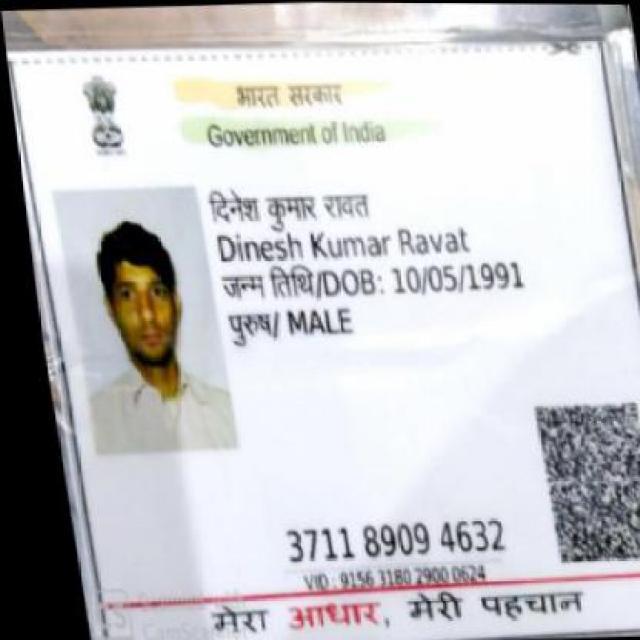 भारत सरकार
Government of India
दिनेश कुमार रावत
Dinesh Kumar Ravat
जन्म तिथि/DOB: 10/05/1991
पुरुष/ MALE
3711 8909 4632
VID : 9156 3180 2900 0624
मेरा आधार, मेरी पहचान